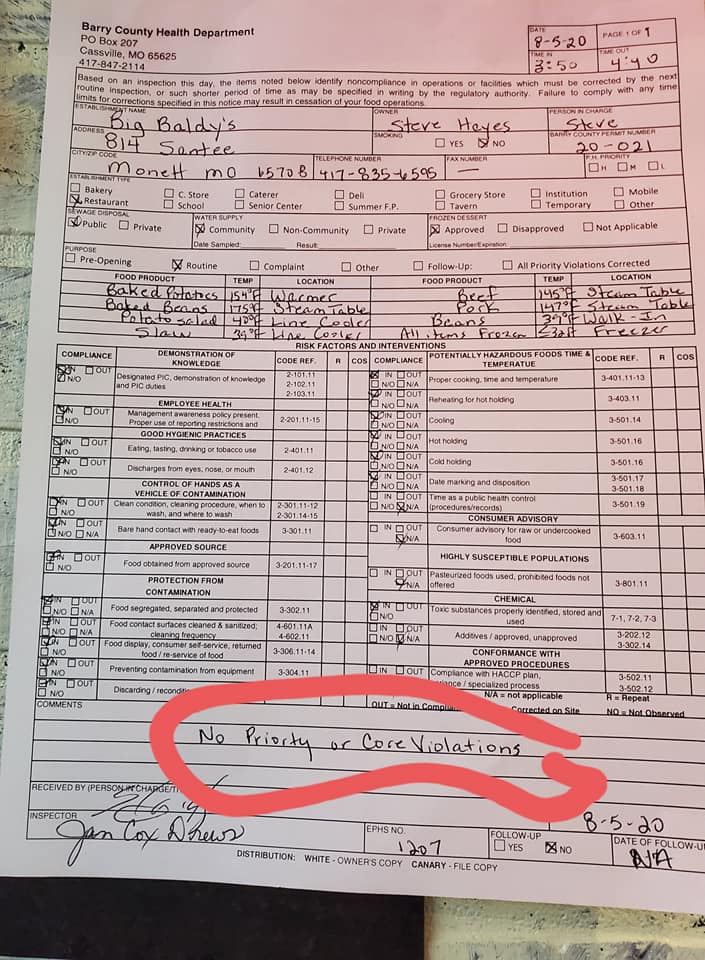 Barry County Health Department
PO Box 207
Cassville, MO 65625
417-847-2114
DATE 8-5-20 PAGE 1 OF 1
TIME IN 3:50 TIME OUT 4:40
Based on an inspection this day, the items noted below identify noncompliance in operations or facilities which must be corrected by the next
routine inspection, or such shorter period of time as may be specified in writing by the regulatory authority. Failure to comply with any time
limits for corrections specified in this notice may result in cessation of your food operations.
ESTABLISHMENT NAME Big Baldy's OWNER Steve Hayes PERSON IN CHARGE Steve
ADDRESS 814 Santee SMOKING YES NO BARRY COUNTY PERMIT NUMBER 20-021
CITY/ZIP CODE Monett mo 65708 TELEPHONE NUMBER 417-835-6595 FAX NUMBER — P.H. PRIORITY H M L
ESTABLISHMENT TYPE
Bakery C. Store Caterer Deli Grocery Store Institution Mobile
Restaurant School Senior Center Summer F.P. Tavern Temporary Other
SEWAGE DISPOSAL WATER SUPPLY FROZEN DESSERT
Public Private Community Non-Community Private Approved Disapproved Not Applicable
Date Sampled: Result: License Number/Expiration:
PURPOSE
Pre-Opening Routine Complaint Other Follow-Up: All Priority Violations Corrected
FOOD PRODUCT TEMP LOCATION FOOD PRODUCT TEMP LOCATION
Baked Potatoes 154°F Warmer Beef 145°F Steam Table
Baked Beans 175°F Steam Table Pork 147°F Steam Table
Potato salad 40°F Line Cooler Beans 39°F Walk-In
Slaw 39°F Line Cooler All items Frozen ≤32°F Freezer
RISK FACTORS AND INTERVENTIONS
COMPLIANCE DEMONSTRATION OF KNOWLEDGE CODE REF. R COS COMPLIANCE POTENTIALLY HAZARDOUS FOODS TIME & TEMPERATUE CODE REF. R COS
IN OUT N/O Designated PIC, demonstration of knowledge and PIC duties 2-101.11 2-102.11 2-103.11 IN OUT N/O N/A Proper cooking, time and temperature 3-401.11-13
EMPLOYEE HEALTH IN OUT N/O N/A Reheating for hot holding 3-403.11
IN OUT N/O Management awareness policy present. Proper use of reporting restrictions and 2-201.11-15 IN OUT N/O N/A Cooling 3-501.14
GOOD HYGIENIC PRACTICES IN OUT N/O N/A Hot holding 3-501.16
IN OUT N/O Eating, tasting, drinking or tobacco use 2-401.11 IN OUT N/O N/A Cold holding 3-501.16
IN OUT N/O Discharges from eyes, nose, or mouth 2-401.12 IN OUT N/O N/A Date marking and disposition 3-501.17 3-501.18
CONTROL OF HANDS AS A VEHICLE OF CONTAMINATION IN OUT N/O N/A Time as a public health control (procedures/records) 3-501.19
IN OUT N/O Clean condition, cleaning procedure, when to wash, and where to wash 2-301.11-12 2-301.14-15 CONSUMER ADVISORY
IN OUT N/O N/A Bare hand contact with ready-to-eat foods 3-301.11 IN OUT N/A Consumer advisory for raw or undercooked food 3-603.11
APPROVED SOURCE HIGHLY SUSCEPTIBLE POPULATIONS
IN OUT N/O Food obtained from approved source 3-201.11-17 IN OUT N/A Pasteurized foods used, prohibited foods not offered 3-801.11
PROTECTION FROM CONTAMINATION CHEMICAL
IN OUT N/O N/A Food segregated, separated and protected 3-302.11 IN OUT N/O Toxic substances properly identified, stored and used 7-1, 7-2, 7-3
IN OUT N/O N/A Food contact surfaces cleaned & sanitized; cleaning frequency 4-601.11A 4-602.11 IN OUT N/O N/A Additives / approved, unapproved 3-202.12 3-302.14
IN OUT N/O Food display, consumer self-service, returned food / re-service of food 3-306.11-14 CONFORMANCE WITH APPROVED PROCEDURES
IN OUT N/O Preventing contamination from equipment 3-304.11 IN OUT Compliance with HACCP plan, / specialized process 3-502.11 3-502.12
IN OUT N/O Discarding / N/A = not applicable R = Repeat
COMMENTS OUT = Not in Corrected on Site NO = Not Observed
No Priority or Core Violations
RECEIVED BY (PERSON IN CHARGE/ 8-5-20
INSPECTOR Jan Cox Drews EPHS NO. 1207 FOLLOW-UP YES NO DATE OF FOLLOW-U NA
DISTRIBUTION: WHITE - OWNER'S COPY CANARY - FILE COPY